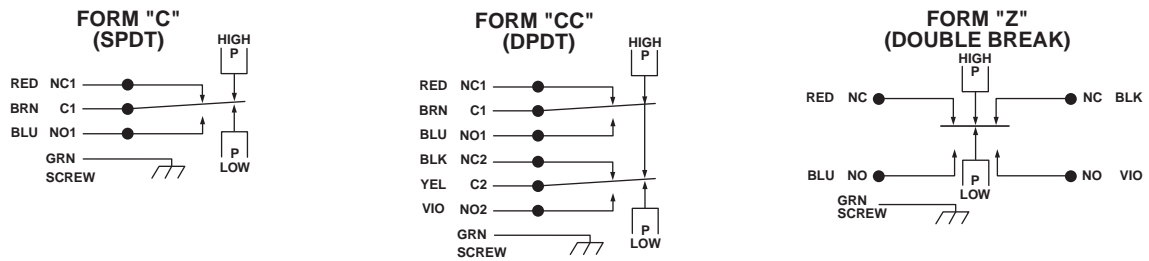 FORM "C"
(SPDT)
HIGH
P
RED NC1
BRN C1
BLU NO1
P
LOW
GRN
SCREW
FORM "CC"
(DPDT)
HIGH
P
RED NC1
BRN C1
BLU NO1
BLK NC2
YEL C2
VIO NO2
P
LOW
GRN
SCREW
FORM "Z"
(DOUBLE BREAK)
HIGH
P
RED NC
NC BLK
BLU NO
P
LOW
NO VIO
GRN
SCREW